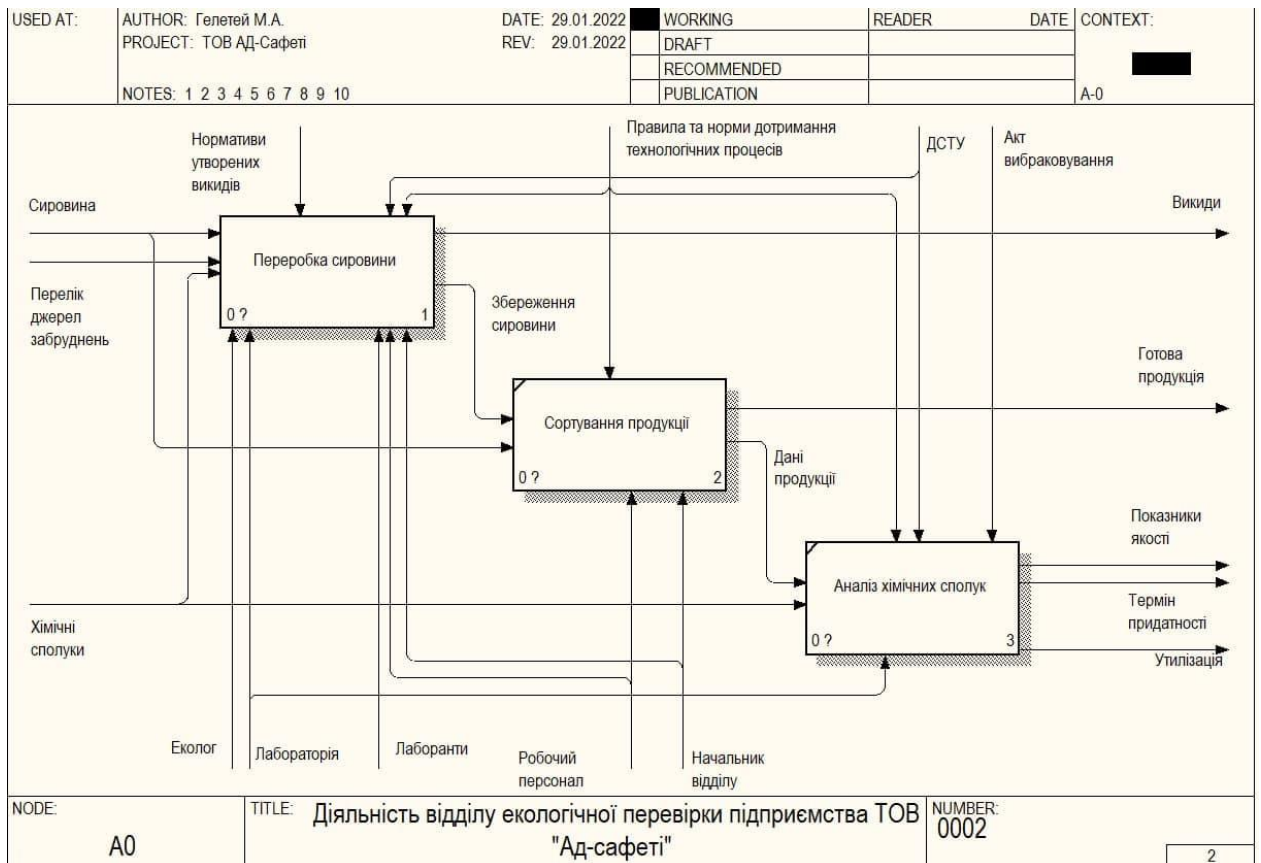 USED AT:
AUTHOR: Гелетей М.А.
DATE: 29.01.2022
WORKING
READER
DATE
CONTEXT:
PROJECT: ТОВ АД-Сафеті
REV: 29.01.2022
DRAFT
RECOMMENDED
NOTES: 1 2 3 4 5 6 7 8 9 10
PUBLICATION
A-0
Нормативи
утворених
викидів
Правила та норми дотримання
технологічних процесів
ДСТУ
Акт
вибраковування
Сировина
Викиди
Переробка сировини
0 ?
1
Перелік
джерел
забруднень
Збереження
сировини
Готова
продукція
Сортування продукції
0 ?
2
Дані
продукції
Показники
якості
Аналіз хімічних сполук
0 ?
3
Термін
придатності
Утилізація
Хімічні
сполуки
Еколог
Лабораторія
Лаборанти
Робочий
персонал
Начальник
відділу
NODE:
A0
TITLE:
Діяльність відділу екологічної перевірки підприємства ТОВ
"Ад-сафеті"
NUMBER:
0002
2